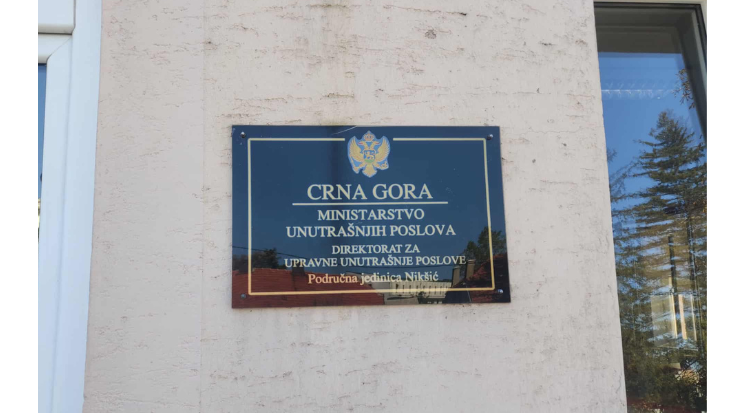 CRNA GORA
MINISTARSTVO
UNUTRAŠNJIH POSLOVA
DIREKTORAT ZA
UPRAVNE UNUTRAŠNJE POSLOVE –
Područna jedinica Nikšić